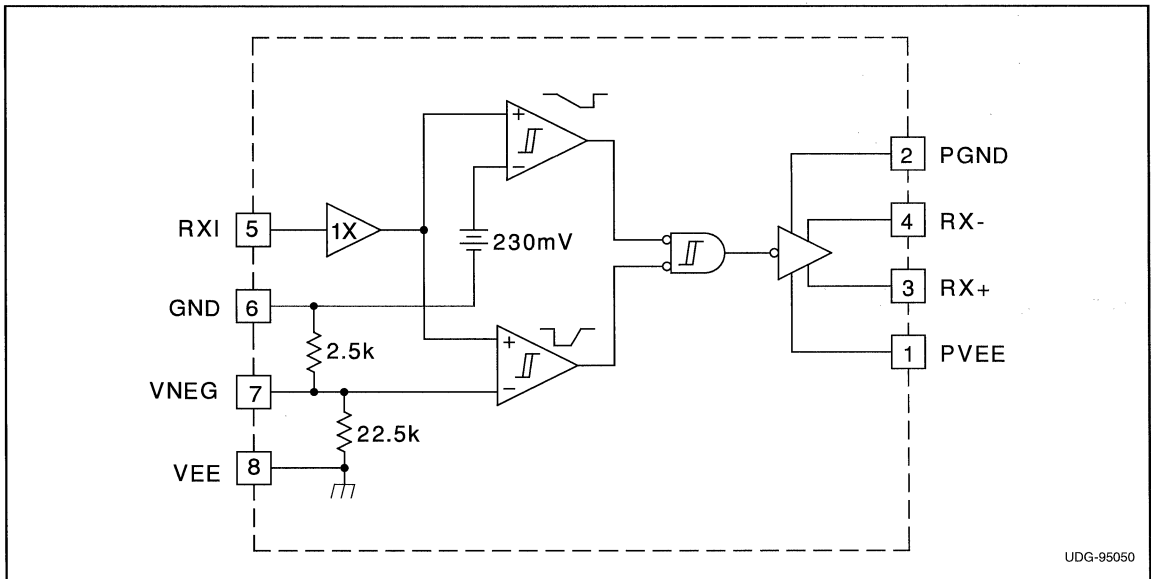 RXI 5
1X
+
−
230mV
2 PGND
4 RX-
3 RX+
1 PVEE
GND 6
2.5k
+
−
VNEG 7
22.5k
VEE 8
UDG-95050